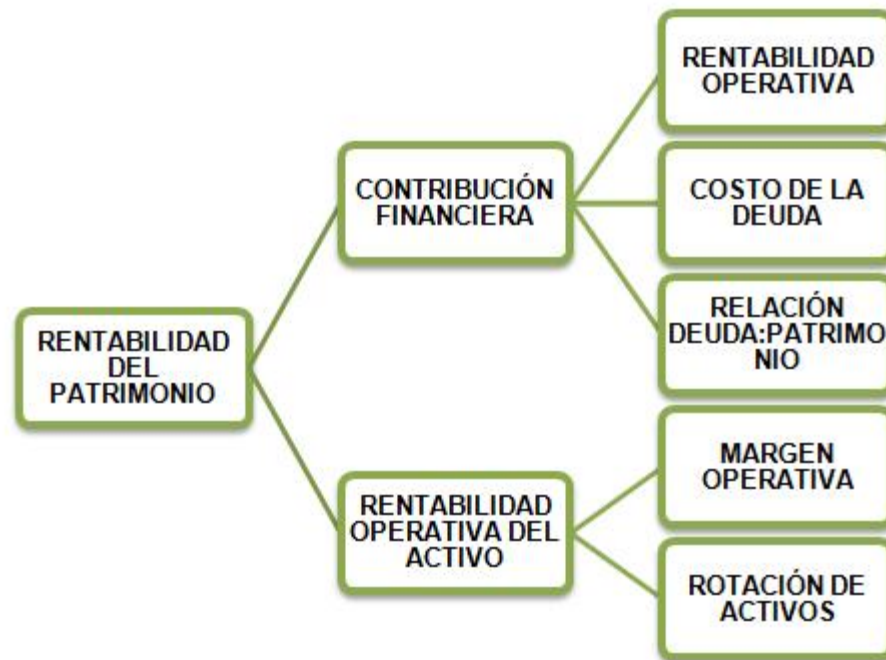 RENTABILIDAD
DEL
PATRIMONIO
CONTRIBUCIÓN
FINANCIERA
RENTABILIDAD
OPERATIVA
COSTO DE LA
DEUDA
RELACIÓN
DEUDA:PATRIMO
NIO
RENTABILIDAD
OPERATIVA DEL
ACTIVO
MARGEN
OPERATIVA
ROTACIÓN DE
ACTIVOS